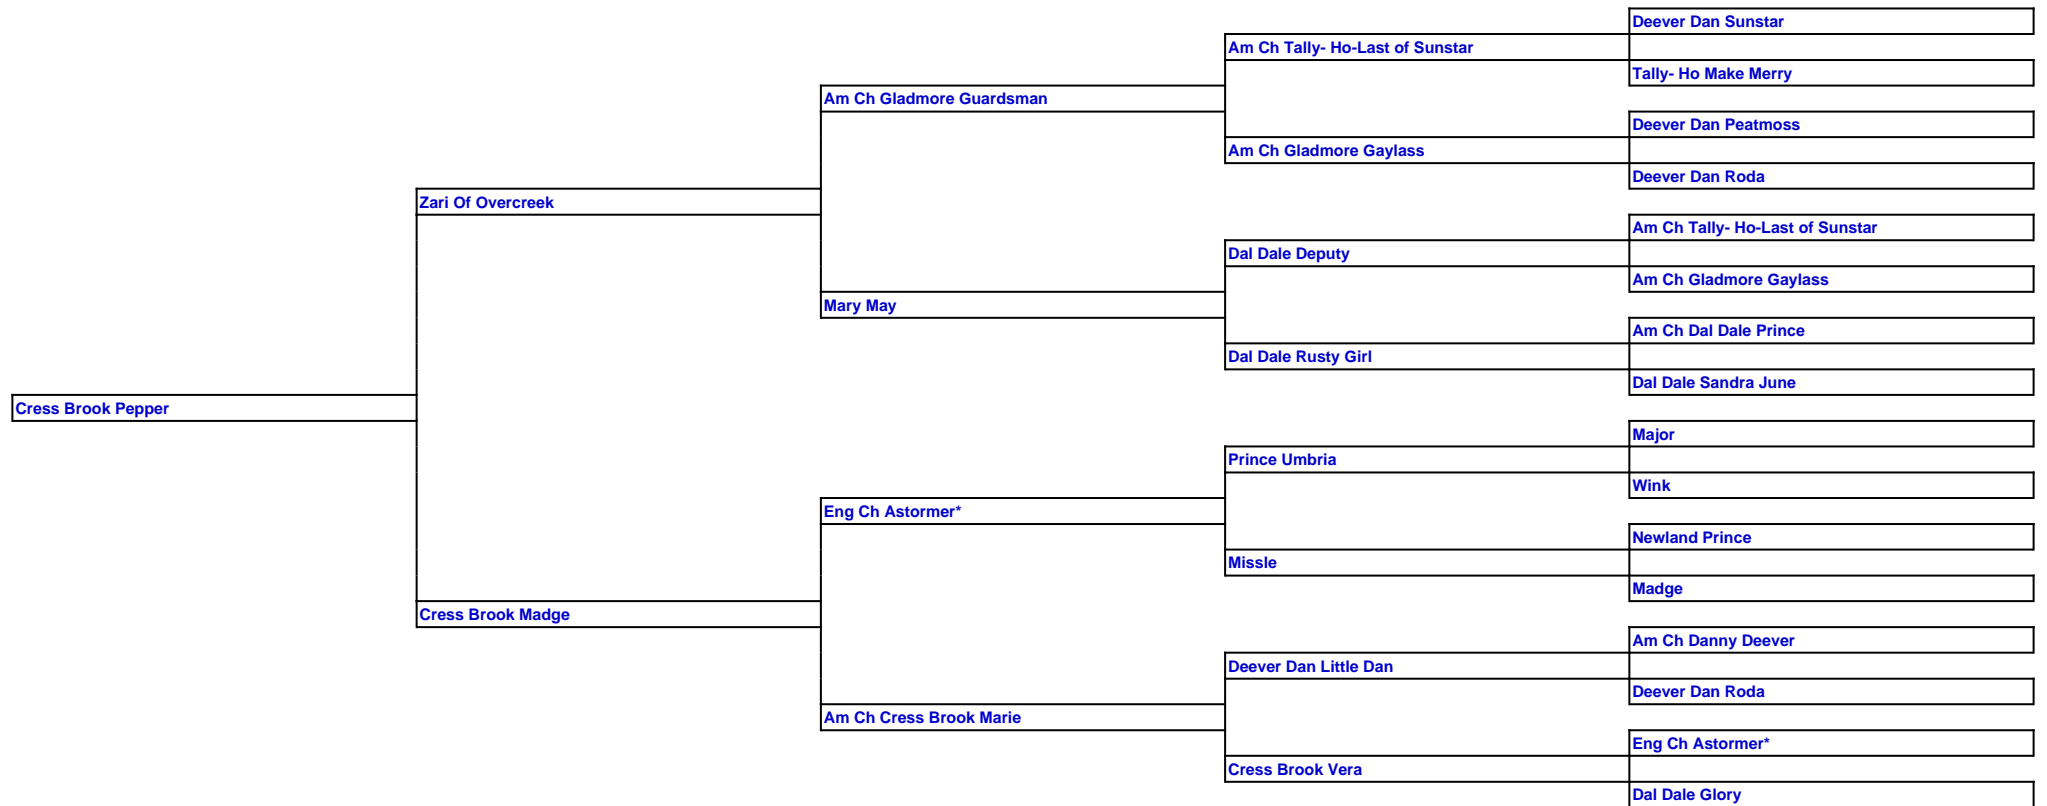 Deever Dan Sunstar
Am Ch Tally- Ho-Last of Sunstar
Tally- Ho Make Merry
Am Ch Gladmore Guardsman
Deever Dan Peatmoss
Am Ch Gladmore Gaylass
Deever Dan Roda
Zari Of Overcreek
Am Ch Tally- Ho-Last of Sunstar
Dal Dale Deputy
Am Ch Gladmore Gaylass
Mary May
Am Ch Dal Dale Prince
Dal Dale Rusty Girl
Dal Dale Sandra June
Cress Brook Pepper
Major
Prince Umbria
Wink
Eng Ch Astormer*
Newland Prince
Missle
Madge
Cress Brook Madge
Am Ch Danny Deever
Deever Dan Little Dan
Deever Dan Roda
Am Ch Cress Brook Marie
Eng Ch Astormer*
Cress Brook Vera
Dal Dale Glory